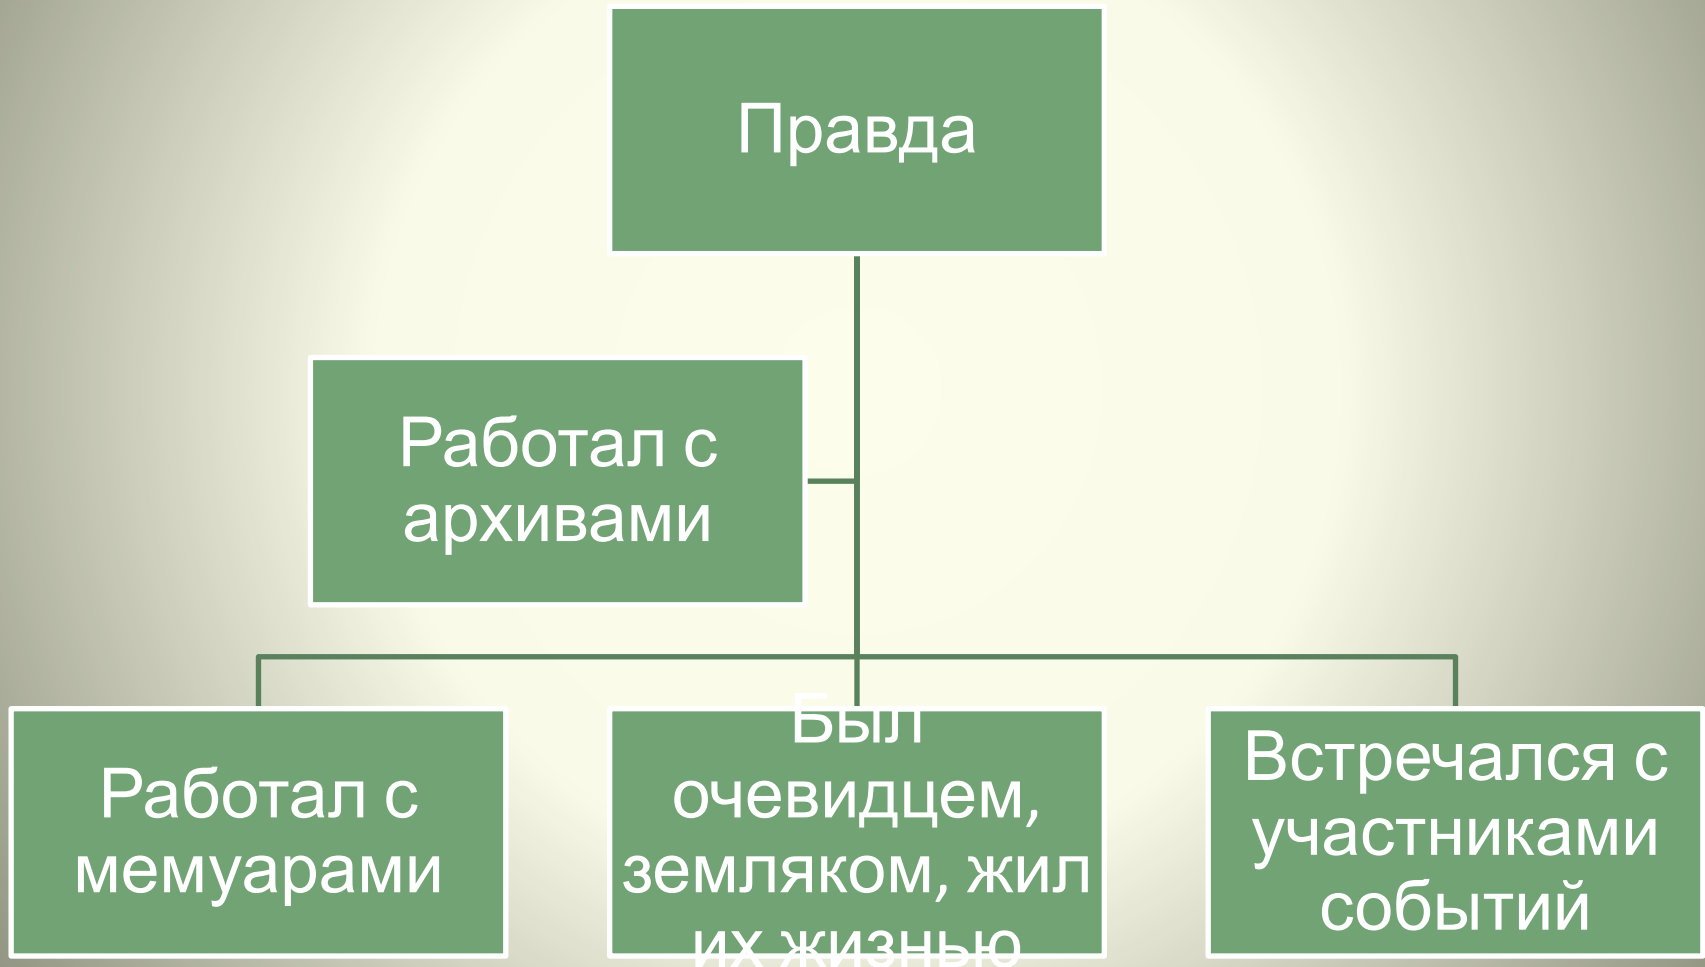 Правда
Работал с
архивами
Работал с
мемуарами
Был
очевидцем,
земляком, жил
их жизнью
Встречался с
участниками
событий